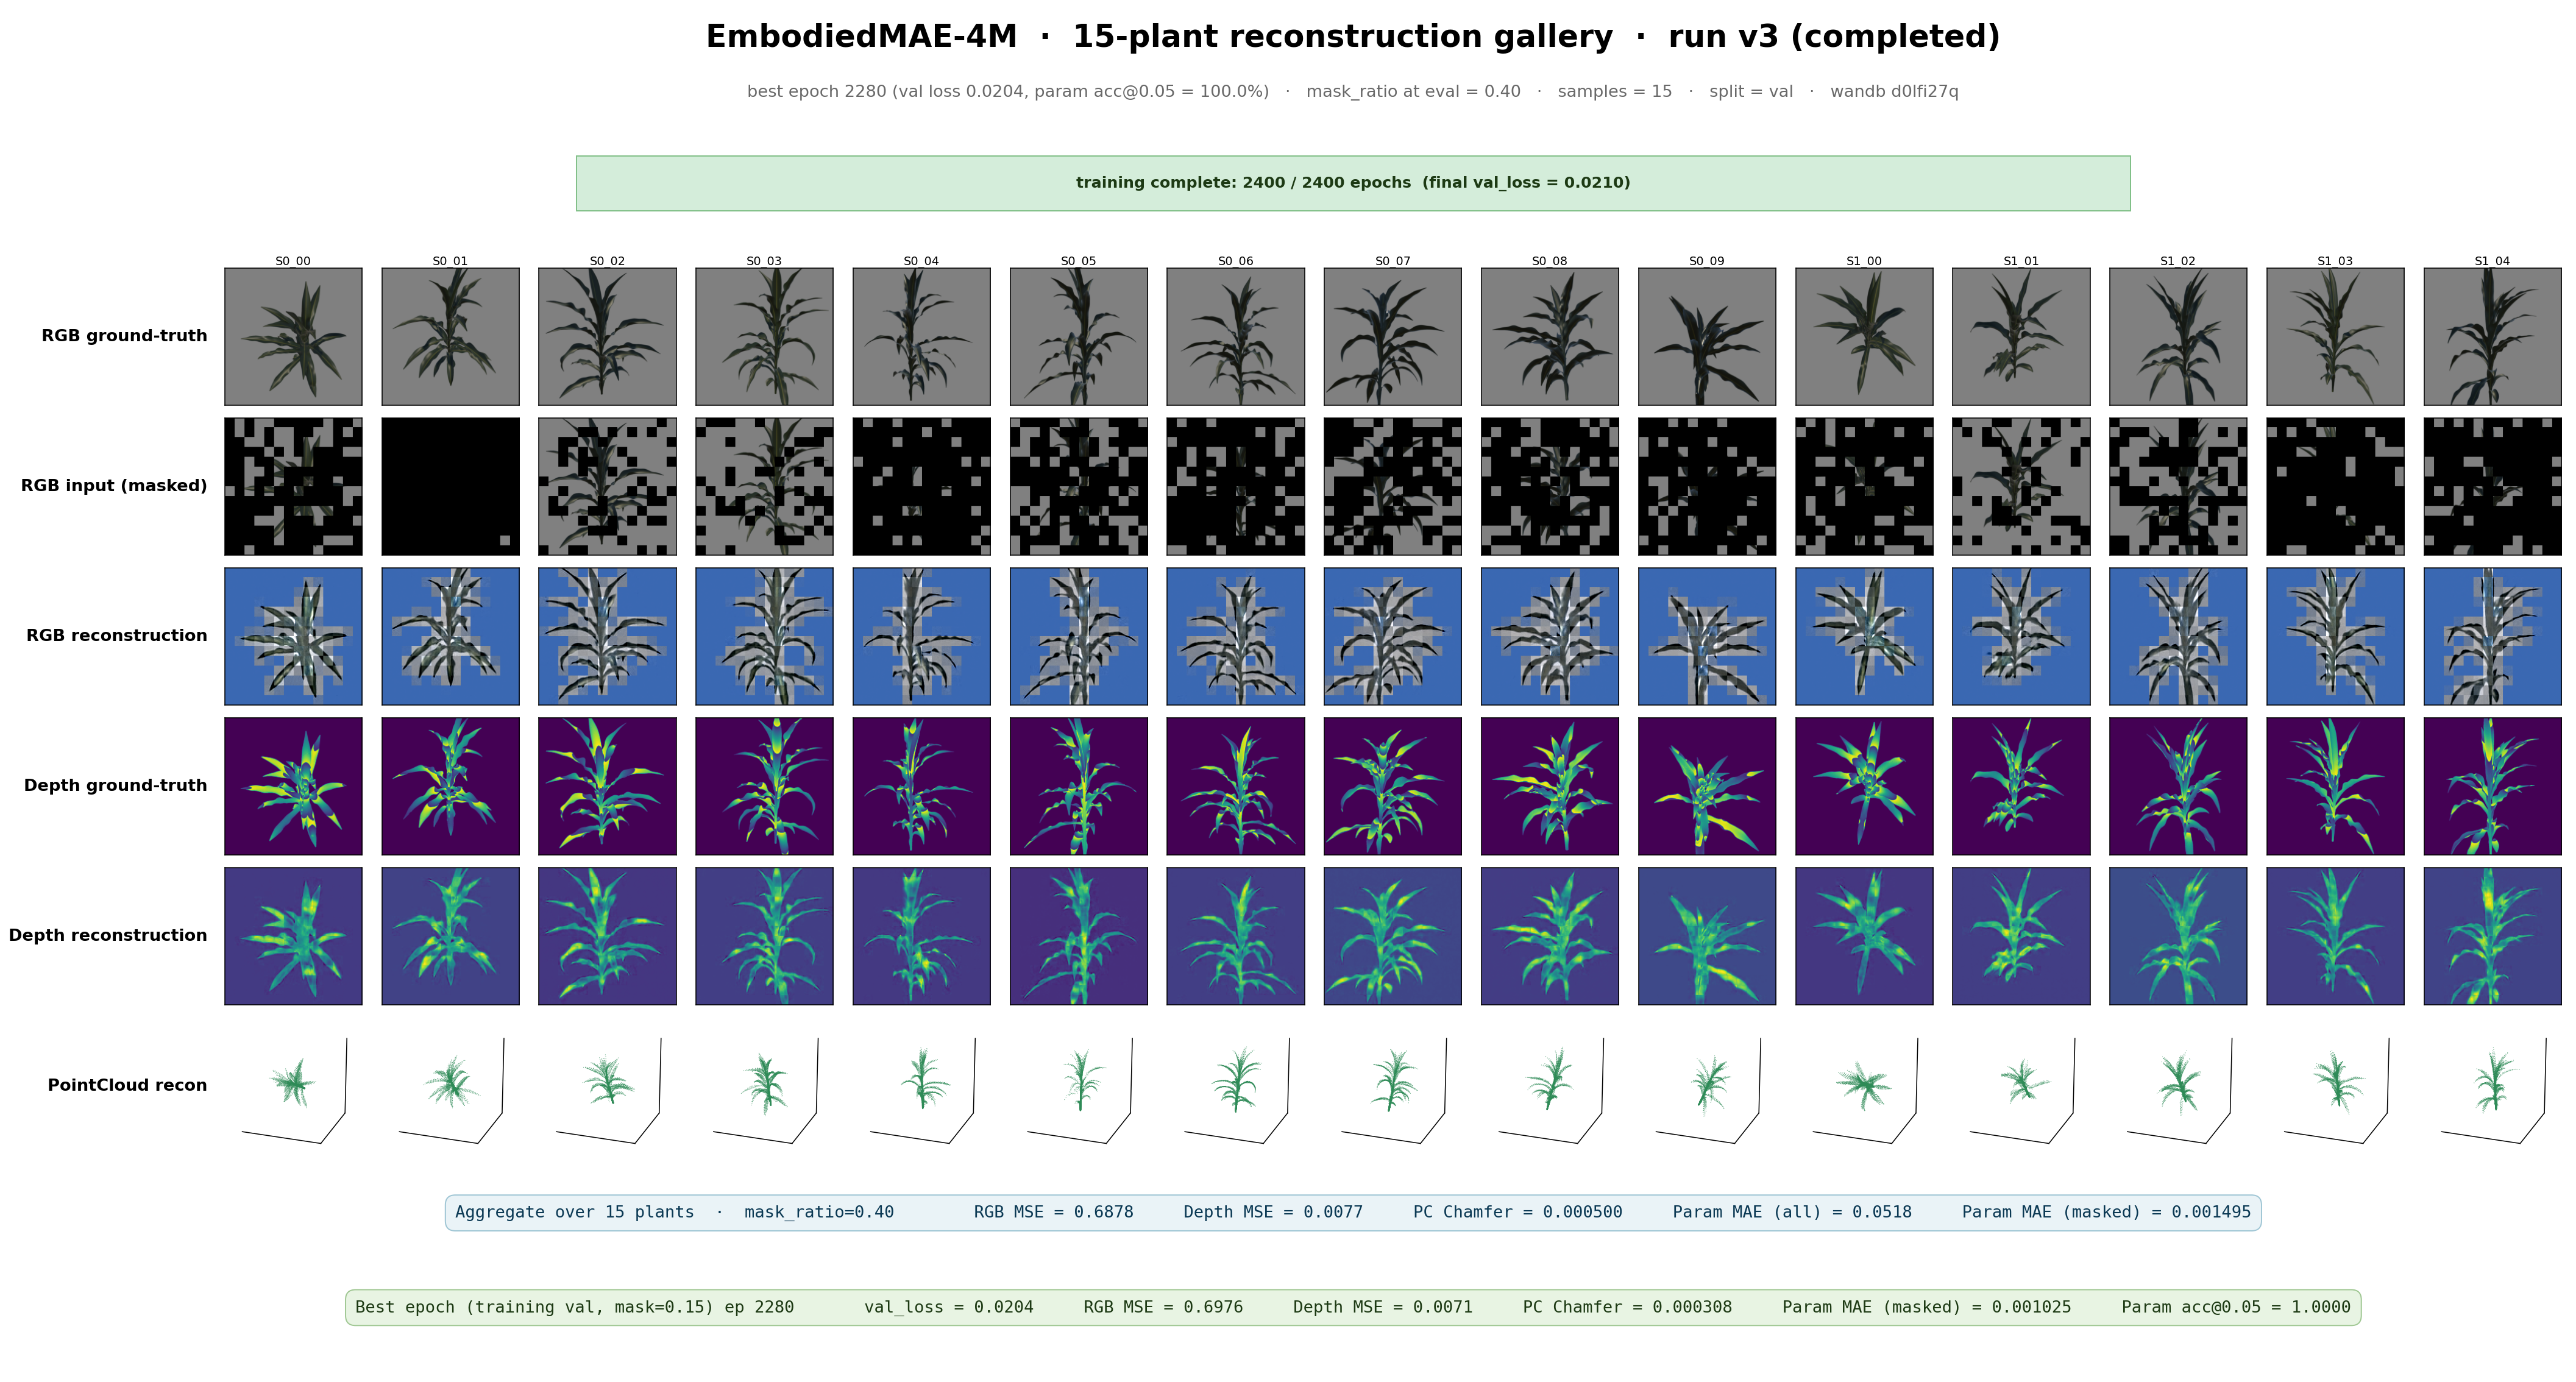 EmbodiedMAE-4M · 15-plant reconstruction gallery · run v3 (completed)
best epoch 2280 (val loss 0.0204, param acc@0.05 = 100.0%) · mask_ratio at eval = 0.40 · samples = 15 · split = val · wandb d0lfi27q
training complete: 2400 / 2400 epochs (final val_loss = 0.0210)
S0_00 S0_01 S0_02 S0_03 S0_04 S0_05 S0_06 S0_07 S0_08 S0_09 S1_00 S1_01 S1_02 S1_03 S1_04
RGB ground-truth
RGB input (masked)
RGB reconstruction
Depth ground-truth
Depth reconstruction
PointCloud recon
Aggregate over 15 plants · mask_ratio=0.40 RGB MSE = 0.6878 Depth MSE = 0.0077 PC Chamfer = 0.000500 Param MAE (all) = 0.0518 Param MAE (masked) = 0.001495
Best epoch (training val, mask=0.15) ep 2280 val_loss = 0.0204 RGB MSE = 0.6976 Depth MSE = 0.0071 PC Chamfer = 0.000308 Param MAE (masked) = 0.001025 Param acc@0.05 = 1.0000